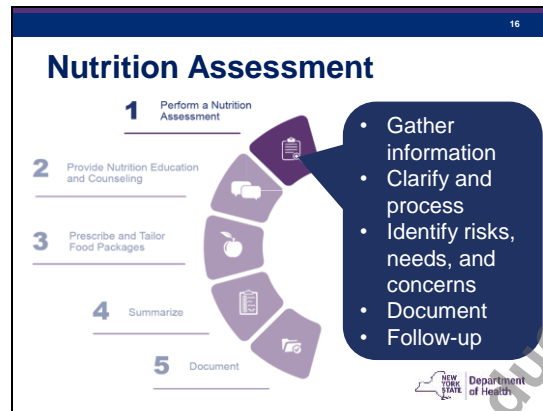 16
Nutrition Assessment
1 Perform a Nutrition
Assessment
2 Provide Nutrition Education
and Counseling
3 Prescribe and Tailor
Food Packages
4 Summarize
5 Document
• Gather
information
• Clarify and
process
• Identify risks,
needs, and
concerns
• Document
• Follow-up
NEW
YORK
STATE
Department
of Health